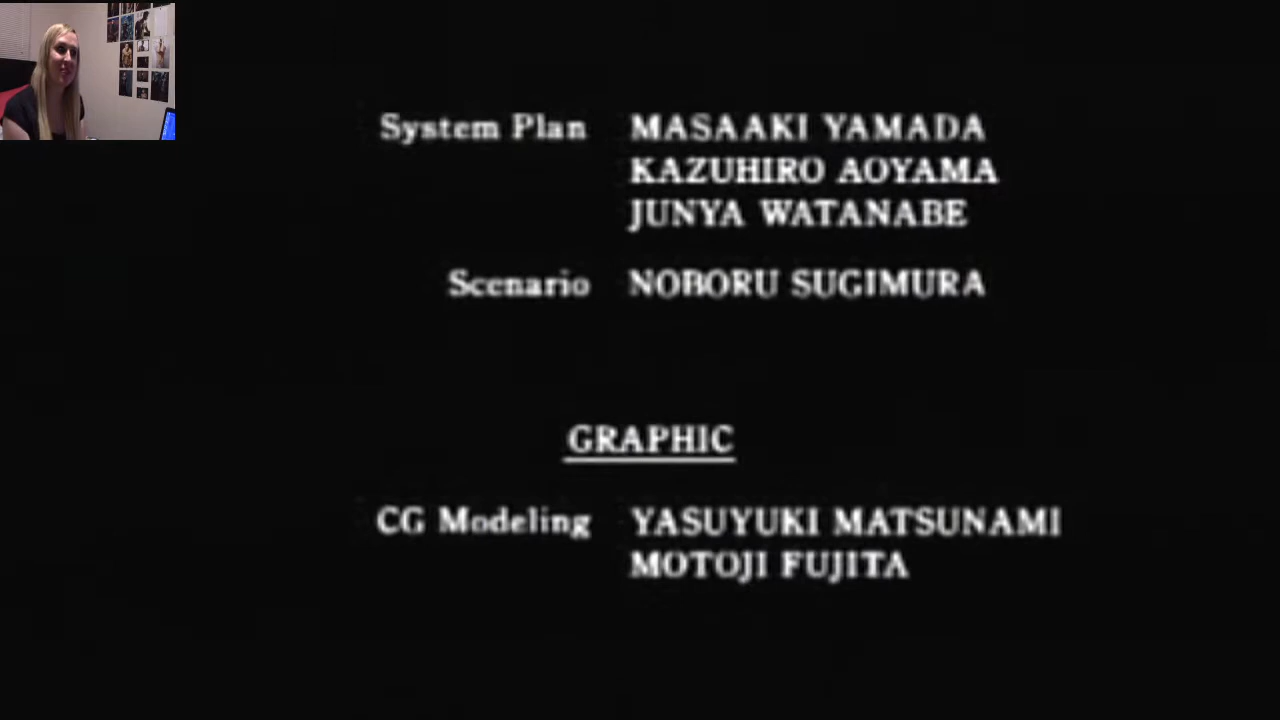 System Plan MASAAKI YAMADA
KAZUHIRO AOYAMA
JUNYA WATANABE
Scenario NOBORU SUGIMURA
GRAPHIC
CG Modeling YASUYUKI MATSUNAMI
MOTOJI FUJITA